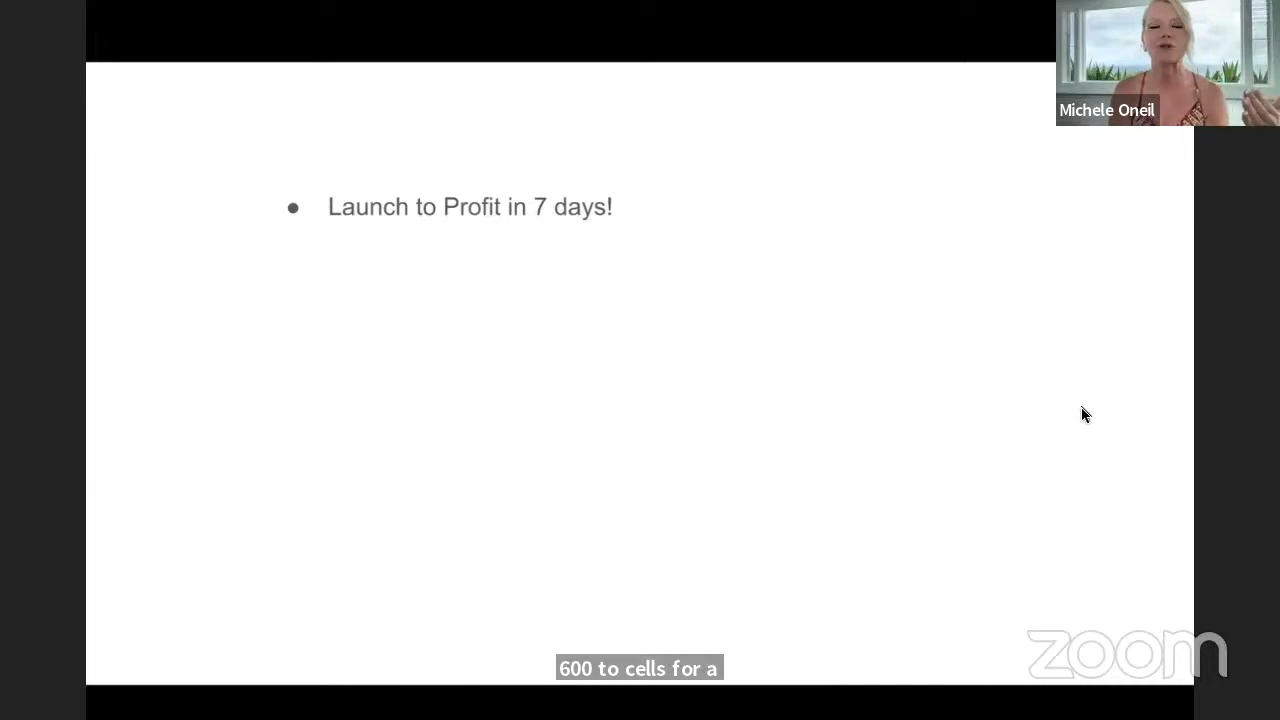 Michele Oneil
● Launch to Profit in 7 days!
600 to cells for a
zoom